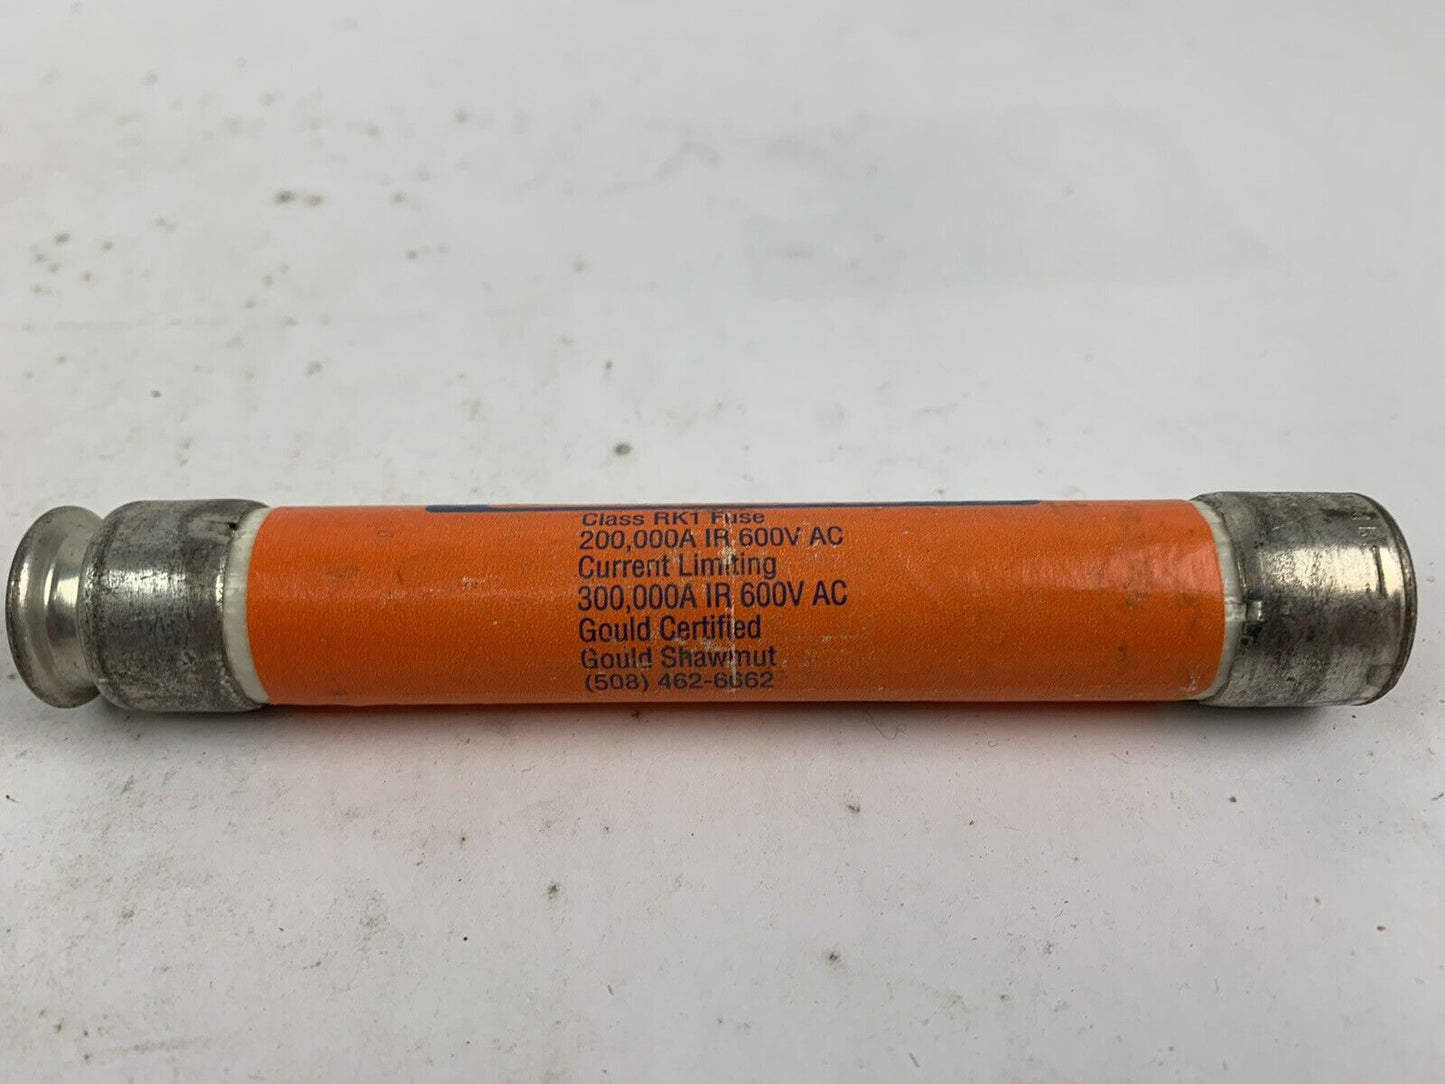 Class RK1 Fuse
200,000A IR 600V AC
Current Limiting
300,000A IR 600V AC
Gould Certified
Gould Shawmut
(508) 462-6662